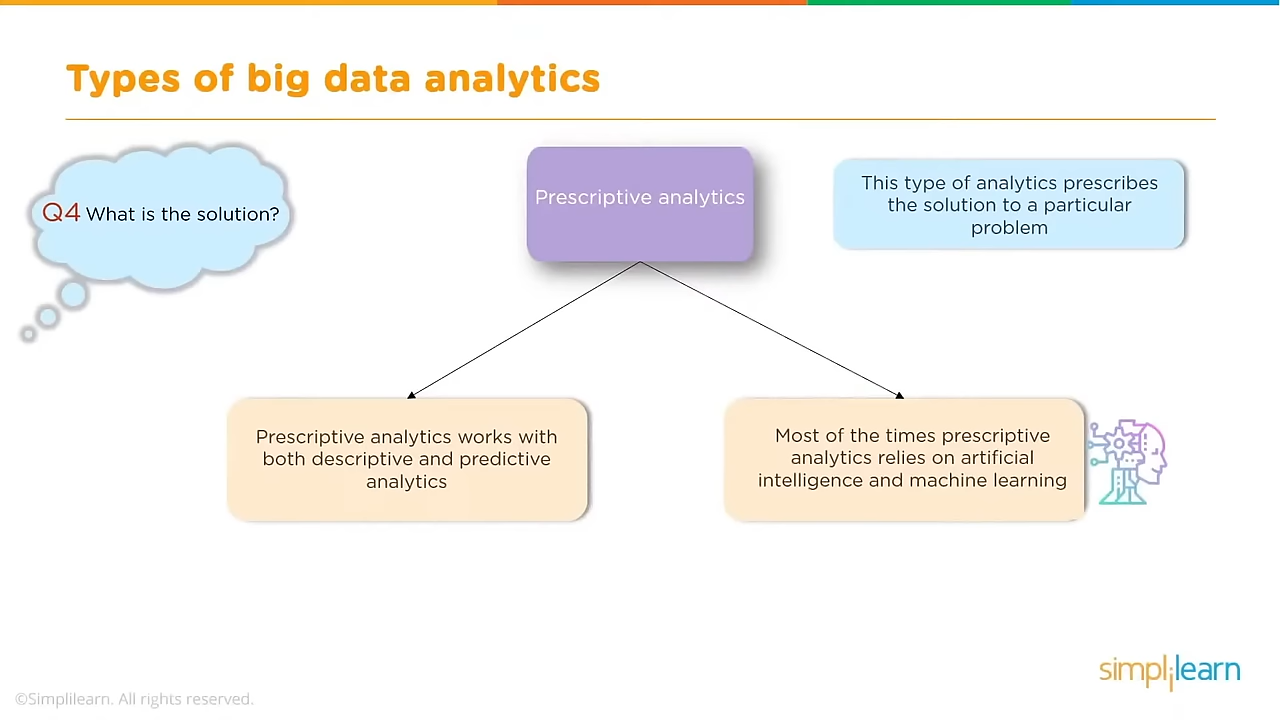 Types of big data analytics
Q4 What is the solution?
Prescriptive analytics
This type of analytics prescribes
the solution to a particular
problem
Prescriptive analytics works with
both descriptive and predictive
analytics
Most of the times prescriptive
analytics relies on artificial
intelligence and machine learning
simplilearn
©Simplilearn. All rights reserved.